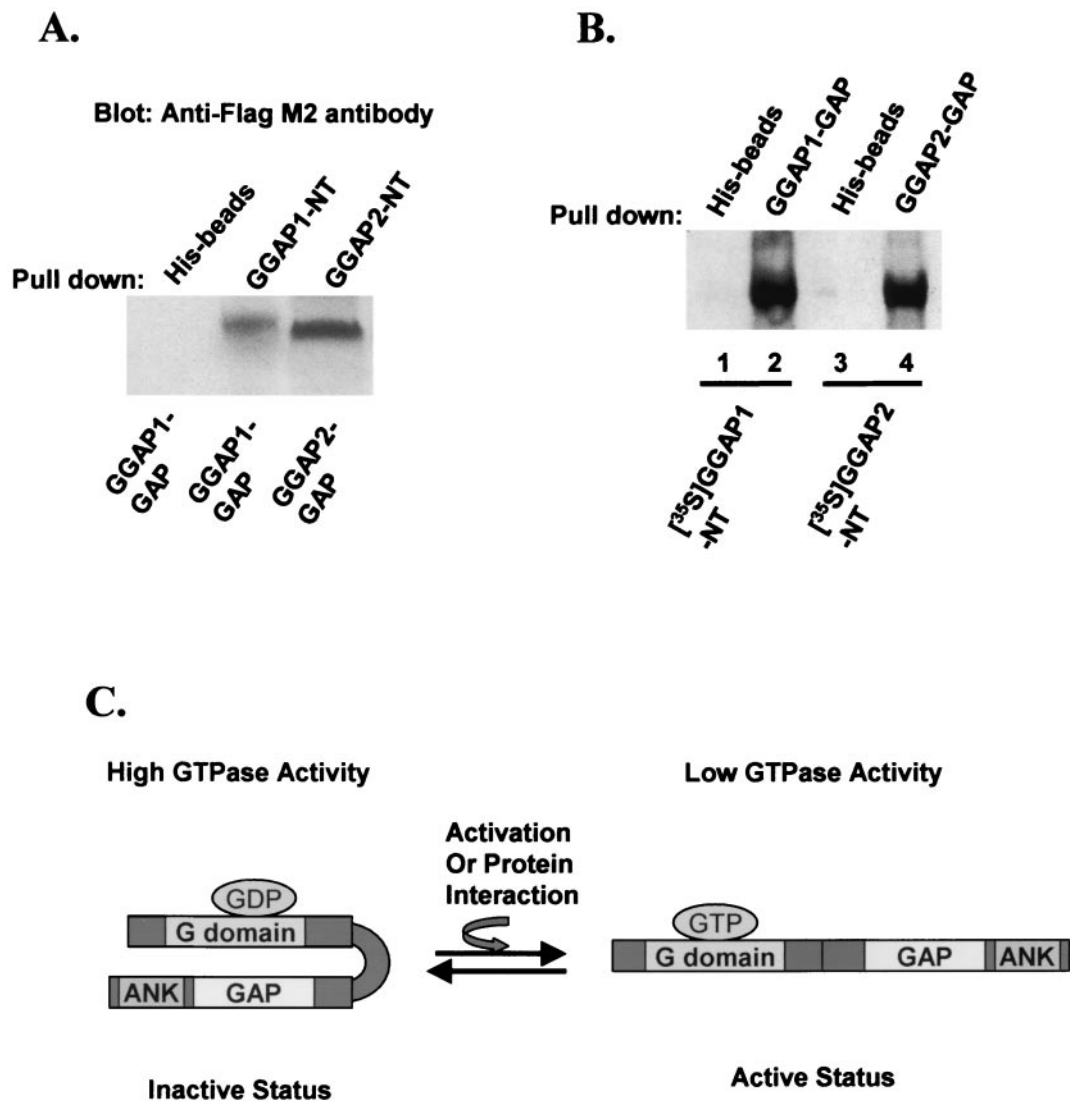 A.
Blot: Anti-Flag M2 antibody
Pull down:
His-beads
GGAP1-NT
GGAP2-NT
GGAP1-
GAP
GGAP1-
GAP
GGAP2-
GAP
B.
Pull down:
His-beads
GGAP1-GAP
His-beads
GGAP2-GAP
1 2 3 4
[³⁵S]GGAP1
-NT
[³⁵S]GGAP2
-NT
C.
High GTPase Activity
Low GTPase Activity
Activation
Or Protein
Interaction
GDP
G domain
ANK GAP
GTP
G domain GAP ANK
Inactive Status
Active Status